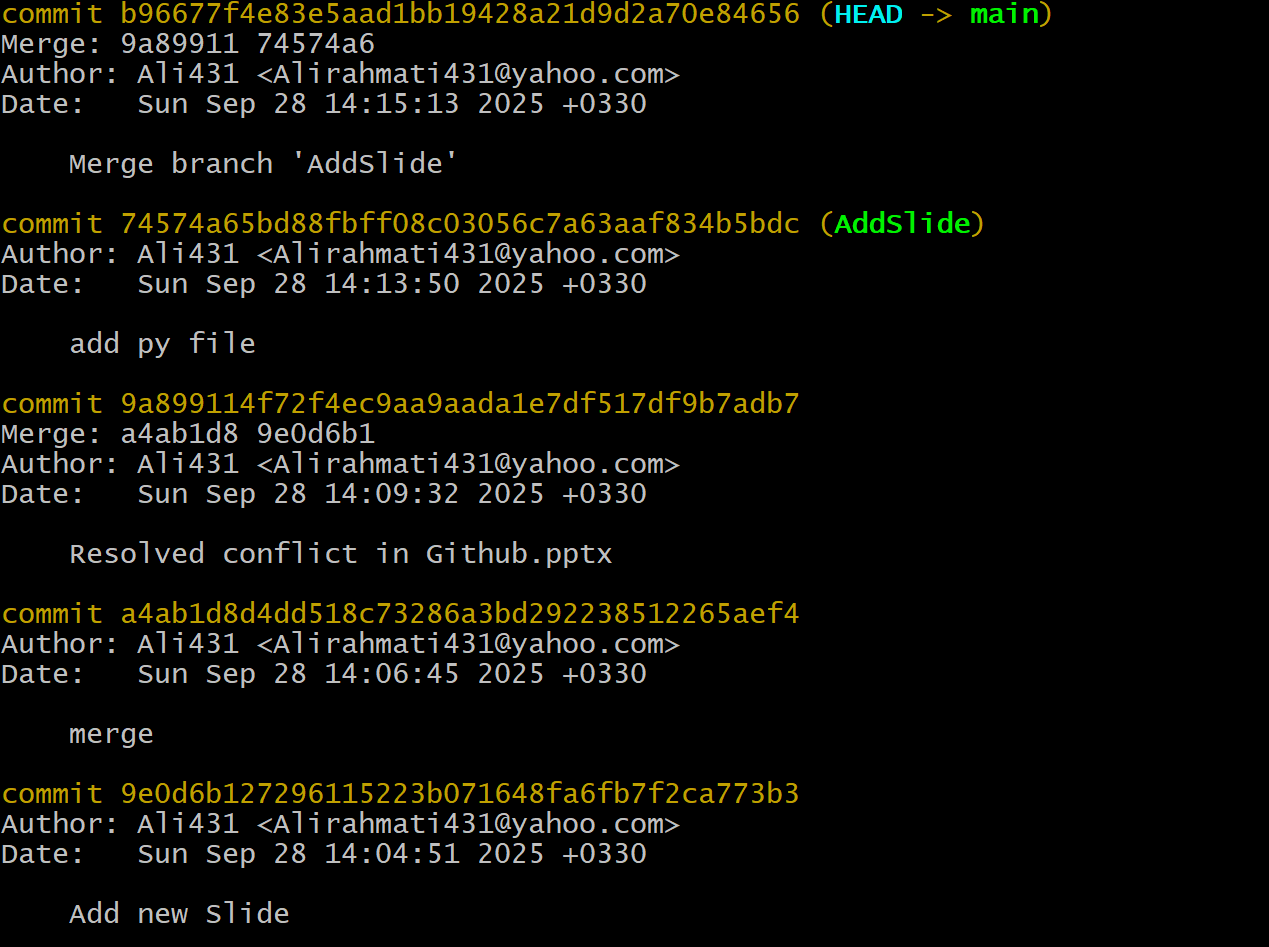 commit b96677f4e83e5aad1bb19428a21d9d2a70e84656 (HEAD -> main)
Merge: 9a89911 74574a6
Author: Ali431 <Alirahmati431@yahoo.com>
Date:   Sun Sep 28 14:15:13 2025 +0330
    Merge branch 'AddSlide'
commit 74574a65bd88fbff08c03056c7a63aaf834b5bdc (AddSlide)
Author: Ali431 <Alirahmati431@yahoo.com>
Date:   Sun Sep 28 14:13:50 2025 +0330
    add py file
commit 9a899114f72f4ec9aa9aada1e7df517df9b7adb7
Merge: a4ab1d8 9e0d6b1
Author: Ali431 <Alirahmati431@yahoo.com>
Date:   Sun Sep 28 14:09:32 2025 +0330
    Resolved conflict in Github.pptx
commit a4ab1d8d4dd518c73286a3bd292238512265aef4
Author: Ali431 <Alirahmati431@yahoo.com>
Date:   Sun Sep 28 14:06:45 2025 +0330
    merge
commit 9e0d6b127296115223b071648fa6fb7f2ca773b3
Author: Ali431 <Alirahmati431@yahoo.com>
Date:   Sun Sep 28 14:04:51 2025 +0330
    Add new Slide